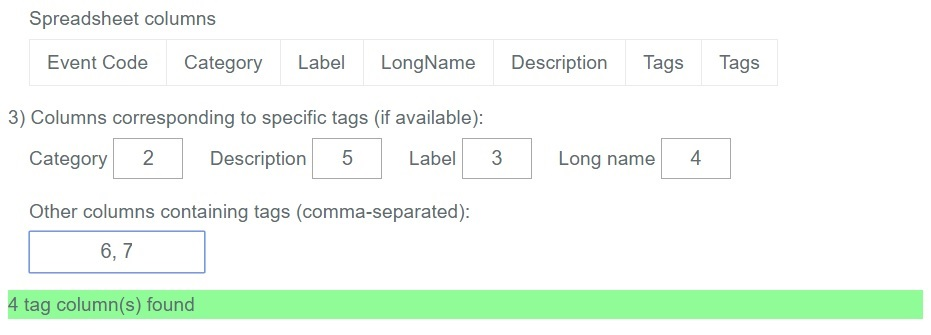 Spreadsheet columns
Event Code Category Label LongName Description Tags Tags
3) Columns corresponding to specific tags (if available):
Category 2 Description 5 Label 3 Long name 4
Other columns containing tags (comma-separated):
6, 7
4 tag column(s) found